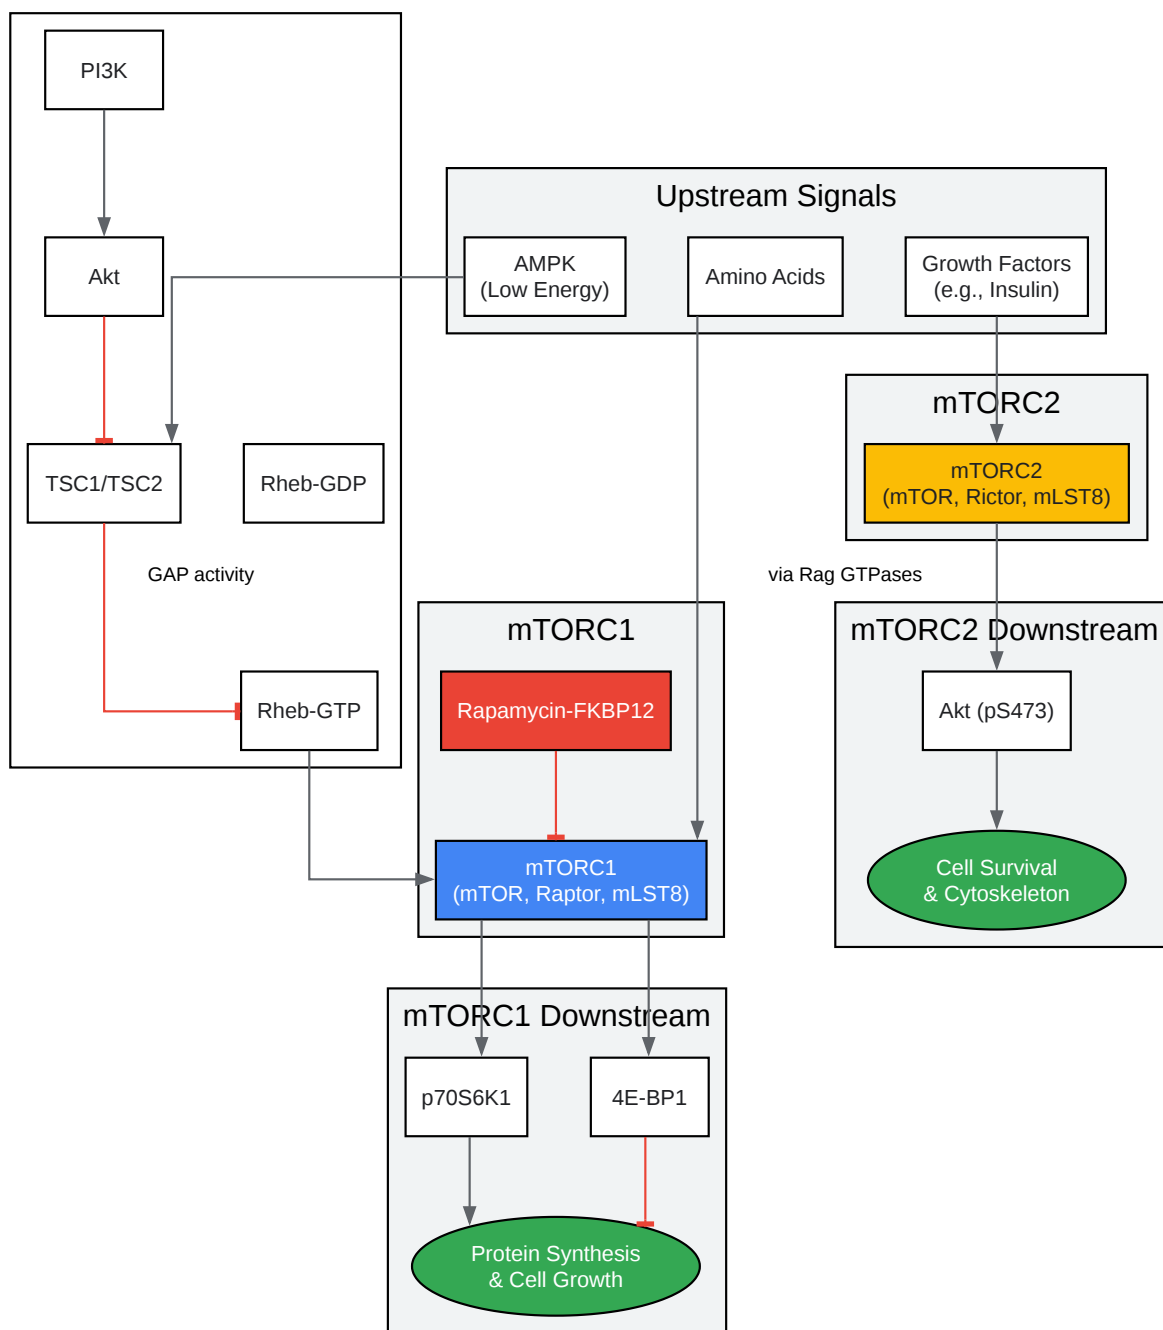 PI3K
Akt
TSC1/TSC2
Rheb-GDP
GAP activity
Rheb-GTP
Upstream Signals
AMPK
(Low Energy)
Amino Acids
Growth Factors
(e.g., Insulin)
mTORC2
mTORC2
(mTOR, Rictor, mLST8)
via Rag GTPases
mTORC1
Rapamycin-FKBP12
mTORC1
(mTOR, Raptor, mLST8)
mTORC2 Downstream
Akt (pS473)
Cell Survival
& Cytoskeleton
mTORC1 Downstream
p70S6K1
4E-BP1
Protein Synthesis
& Cell Growth